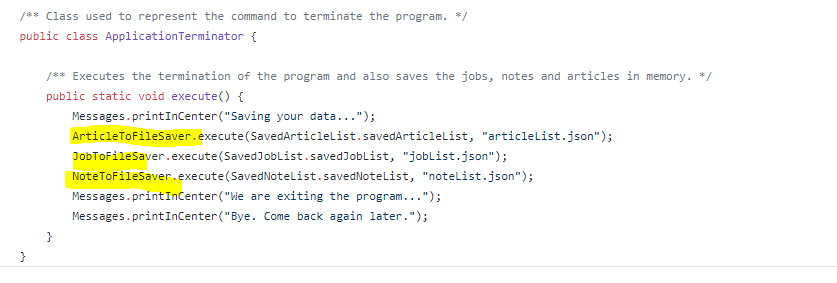 /** Class used to represent the command to terminate the program. */
public class ApplicationTerminator {
/** Executes the termination of the program and also saves the jobs, notes and articles in memory. */
public static void execute() {
Messages.printInCenter("Saving your data...");
ArticleToFileSaver.execute(SavedArticleList.savedArticleList, "articleList.json");
JobToFileSaver.execute(SavedJobList.savedJobList, "jobList.json");
NoteToFileSaver.execute(SavedNoteList.savedNoteList, "noteList.json");
Messages.printInCenter("We are exiting the program...");
Messages.printInCenter("Bye. Come back again later.");
}
}